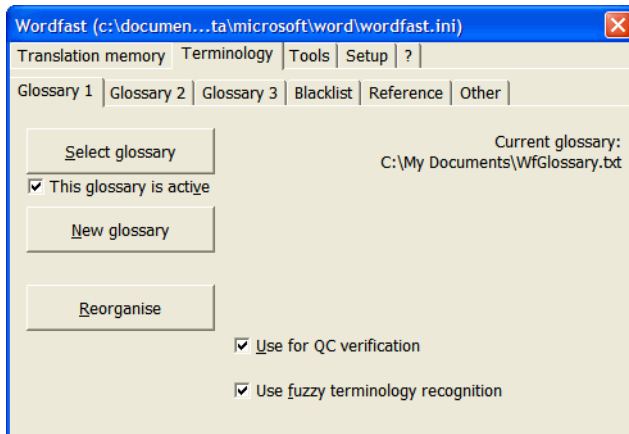 Wordfast (c:\documen...ta\microsoft\word\wordfast.ini)
Translation memory Terminology Tools Setup ?
Glossary 1 Glossary 2 Glossary 3 Blacklist Reference Other
Select glossary
Current glossary:
C:\My Documents\WfGlossary.txt
This glossary is active
New glossary
Reorganise
Use for QC verification
Use fuzzy terminology recognition